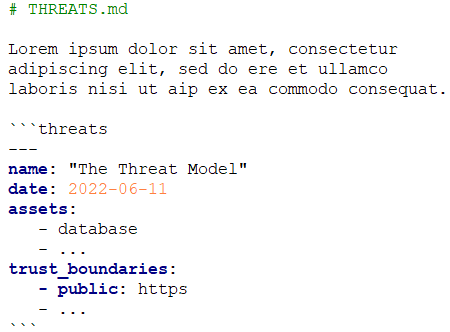 # THREATS.md
Lorem ipsum dolor sit amet, consectetur
adipiscing elit, sed do ere et ullamco
laboris nisi ut aip ex ea commodo consequat.
```threats
---
name: "The Threat Model"
date: 2022-06-11
assets:
   - database
   - ...
trust_boundaries:
   - public: https
   - ...
```